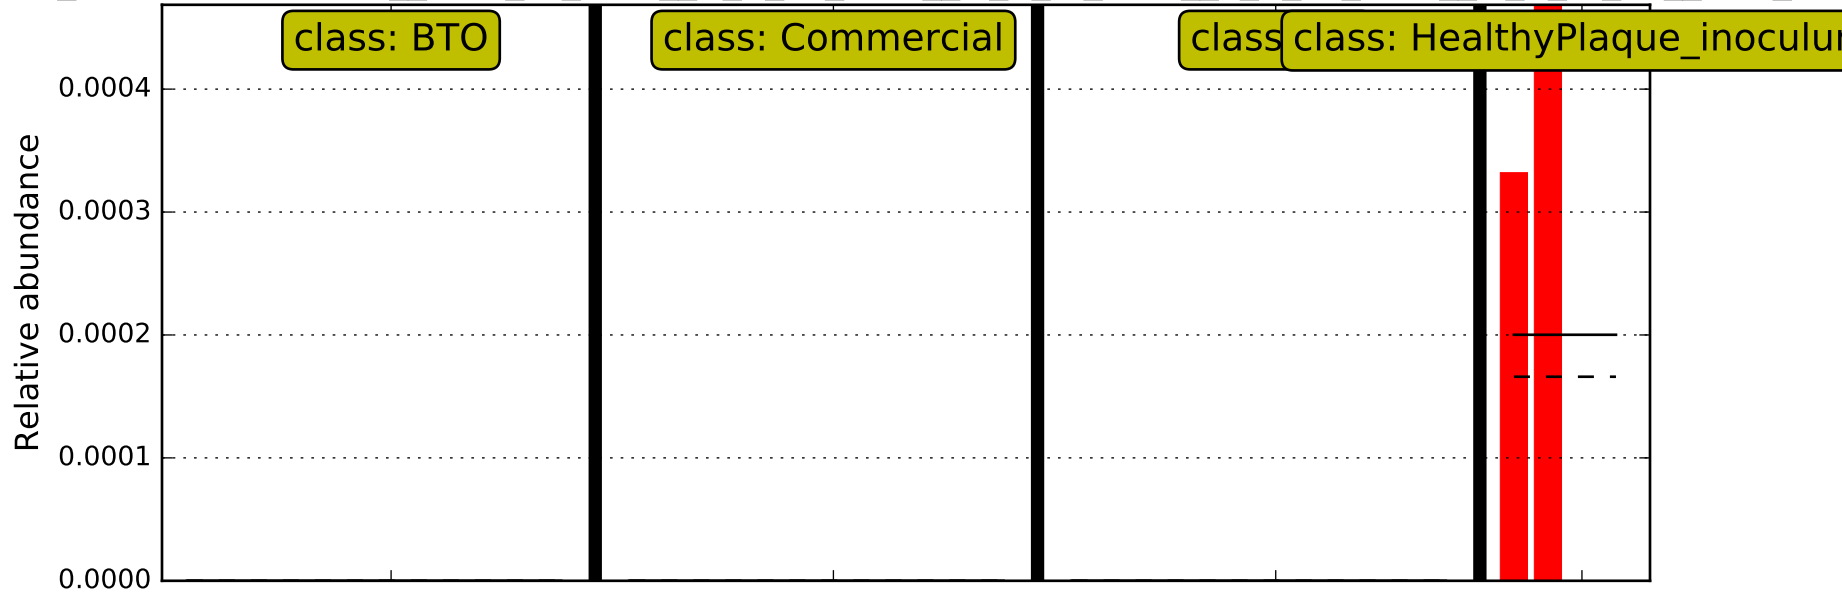 class: BTO
class: Commercial
class
class: HealthyPlaque_inoculu
0.0004
0.0003
0.0002
0.0001
0.0000
Relative abundance